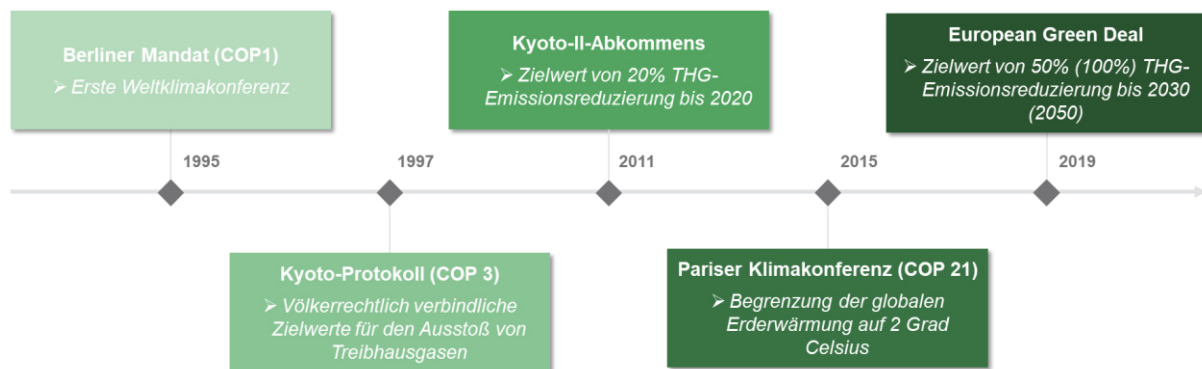 Berliner Mandat (COP1)
➢ Erste Weltklimakonferenz
Kyoto-II-Abkommens
➢ Zielwert von 20% THG-
Emissionsreduzierung bis 2020
European Green Deal
➢ Zielwert von 50% (100%) THG-
Emissionsreduzierung bis 2030
(2050)
1995
1997
2011
2015
2019
Kyoto-Protokoll (COP 3)
➢ Völkerrechtlich verbindliche
Zielwerte für den Ausstoß von
Treibhausgasen
Pariser Klimakonferenz (COP 21)
➢ Begrenzung der globalen
Erderwärmung auf 2 Grad
Celsius